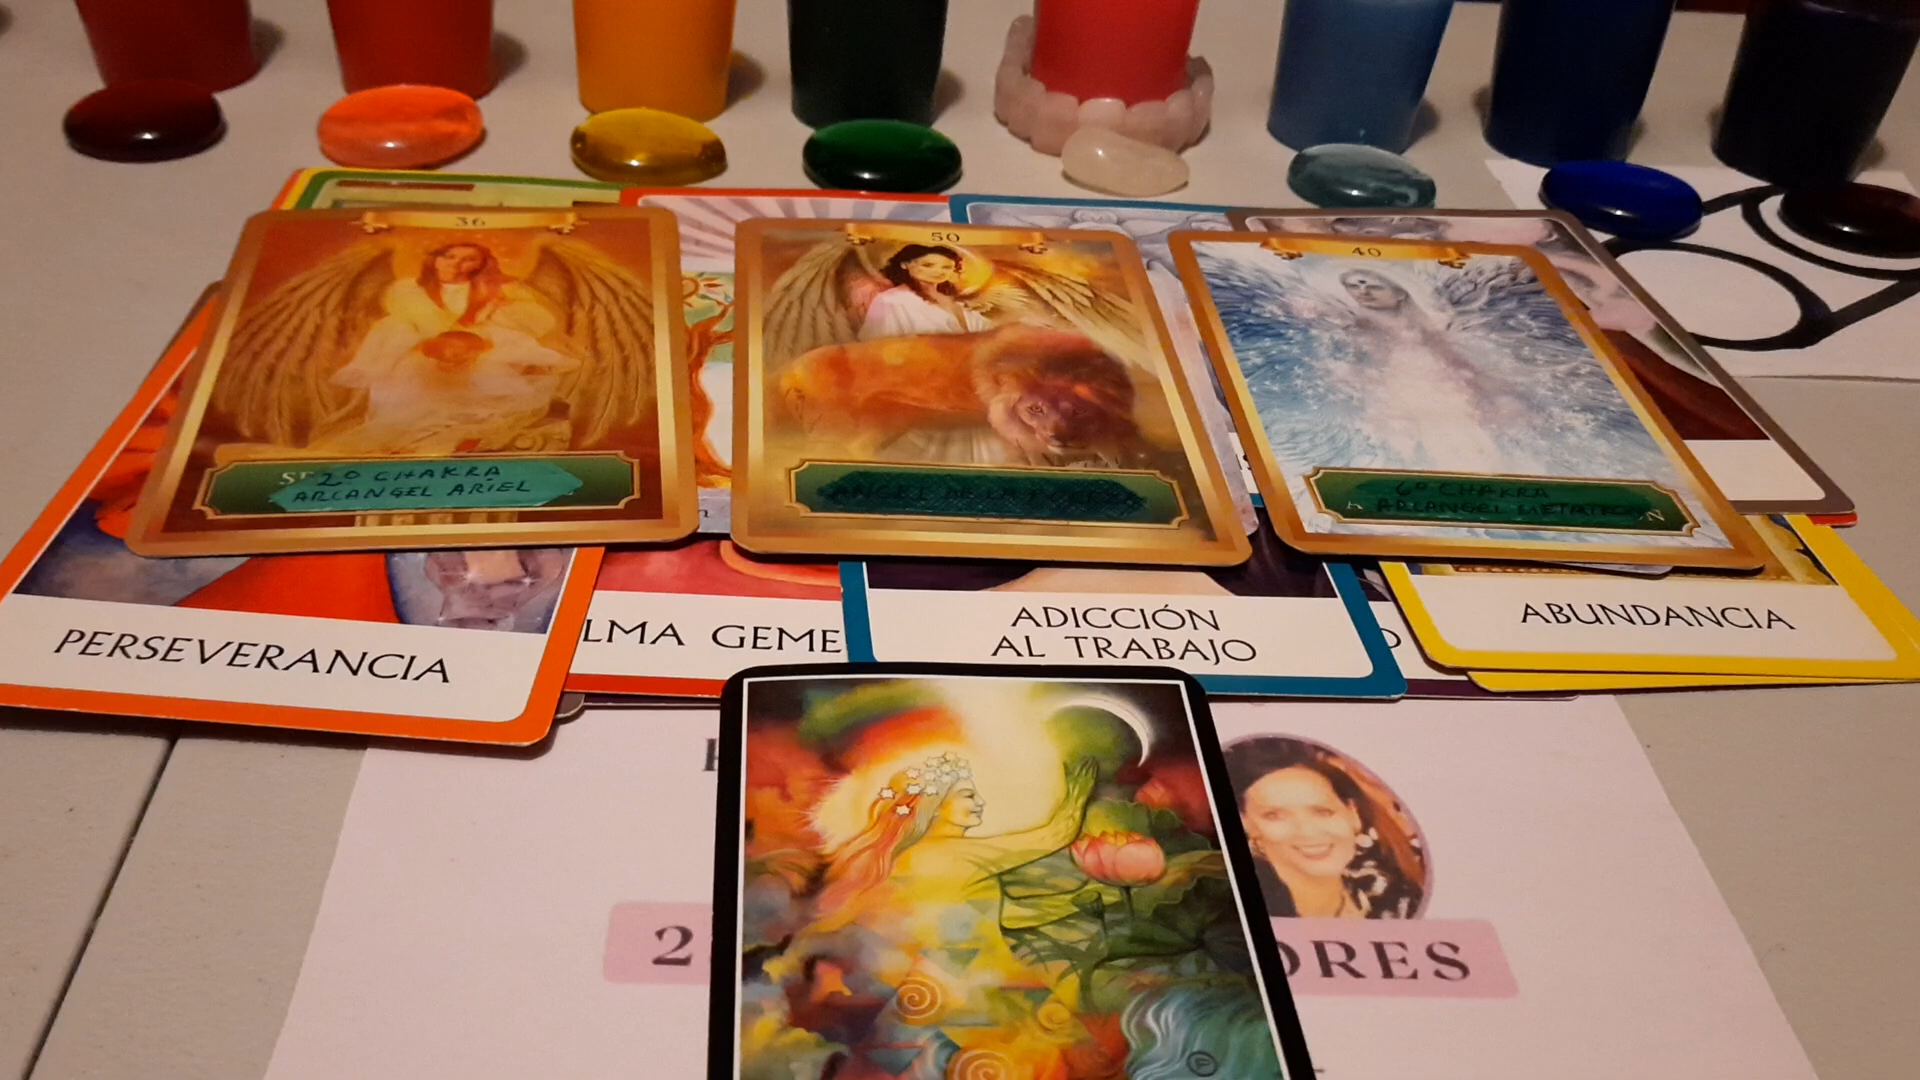 36
2º CHAKRA
ARCANGEL ARIEL
50
40
6º CHAKRA
ARCANGEL METATRON
PERSEVERANCIA
LMA GEME
ADICCIÓN
AL TRABAJO
ABUNDANCIA
2
ORES